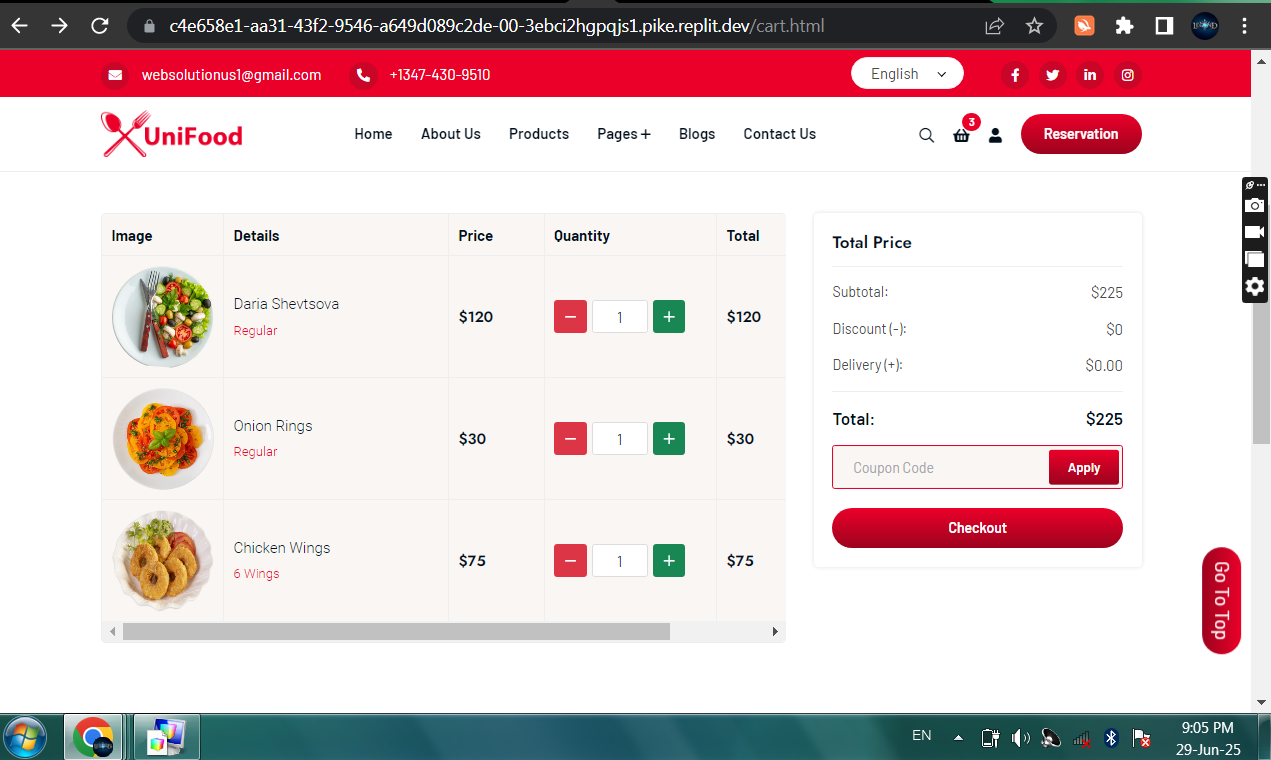 c4e658e1-aa31-43f2-9546-a649d089c2de-00-3ebci2hgpqjs1.pike.replit.dev/cart.html
websolutionus1@gmail.com +1347-430-9510 English
UniFood Home About Us Products Pages + Blogs Contact Us 3 Reservation
Image Details Price Quantity Total
Daria Shevtsova
Regular
$120 1 $120
Onion Rings
Regular
$30 1 $30
Chicken Wings
6 Wings
$75 1 $75
Total Price
Subtotal: $225
Discount (-): $0
Delivery (+): $0.00
Total: $225
Coupon Code Apply
Checkout
Go To Top
EN 9:05 PM
29-Jun-25